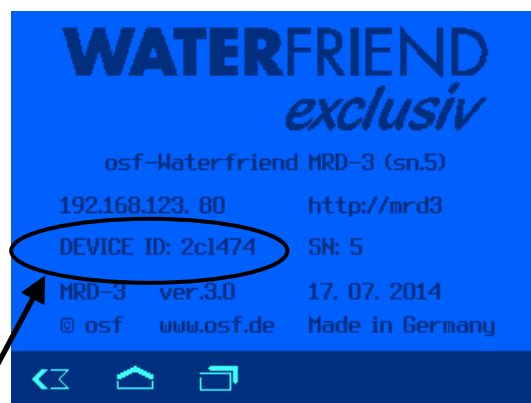 WATERFRIEND
exclusiv
osf-Waterfriend MRD-3 (sn.5)
192.168.123. 80 http://mrd3
DEVICE ID: 2cl474 SN: 5
MRD-3 ver.3.0 17. 07. 2014
© osf www.osf.de Made in Germany